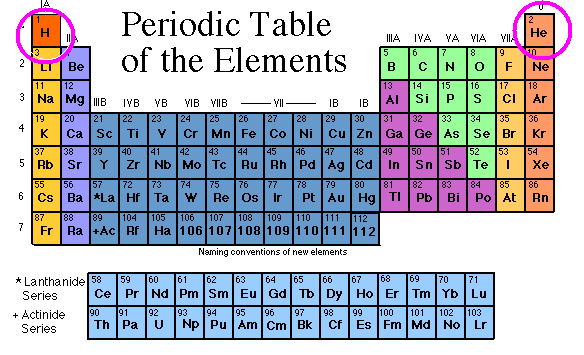 IA
Periodic Table
of the Elements
1 2
H He
IIA IIIA IVA VA VIA VIIA
3 5 6 7 8 9 10
2 Li Be B C N O F Ne
11 12 13 14 15 16 17 18
3 Na Mg IIIB IVB VB VIB VIIB VII IB IB Al Si P S Cl Ar
19 20 21 22 23 24 25 26 27 28 29 30 31 32 33 34 35 36
4 K Ca Sc Ti V Cr Mn Fe Co Ni Cu Zn Ga Ge As Se Br Kr
37 38 39 40 41 42 43 44 45 46 47 48 49 50 51 52 53 54
5 Rb Sr Y Zr Nb Mo Tc Ru Rh Pd Ag Cd In Sn Sb Te I Xe
55 56 57 72 73 74 75 76 77 78 79 80 81 82 83 84 85 86
6 Cs Ba *La Hf Ta W Re Os Ir Pt Au Hg Tl Pb Bi Po At Rn
87 88 89 104 105 106 107 108 109 110 111 112
7 Fr Ra +Ac Rf Ha 106 107 108 109 110 111 112
Naming conventions of new elements
58 59 60 61 62 63 64 65 66 67 68 69 70 71
* Lanthanide Ce Pr Nd Pm Sm Eu Gd Tb Dy Ho Er Tm Yb Lu
Series
90 91 92 93 94 95 96 97 98 99 100 101 102 103
+ Actinide Th Pa U Np Pu Am Cm Bk Cf Es Fm Md No Lr
Series